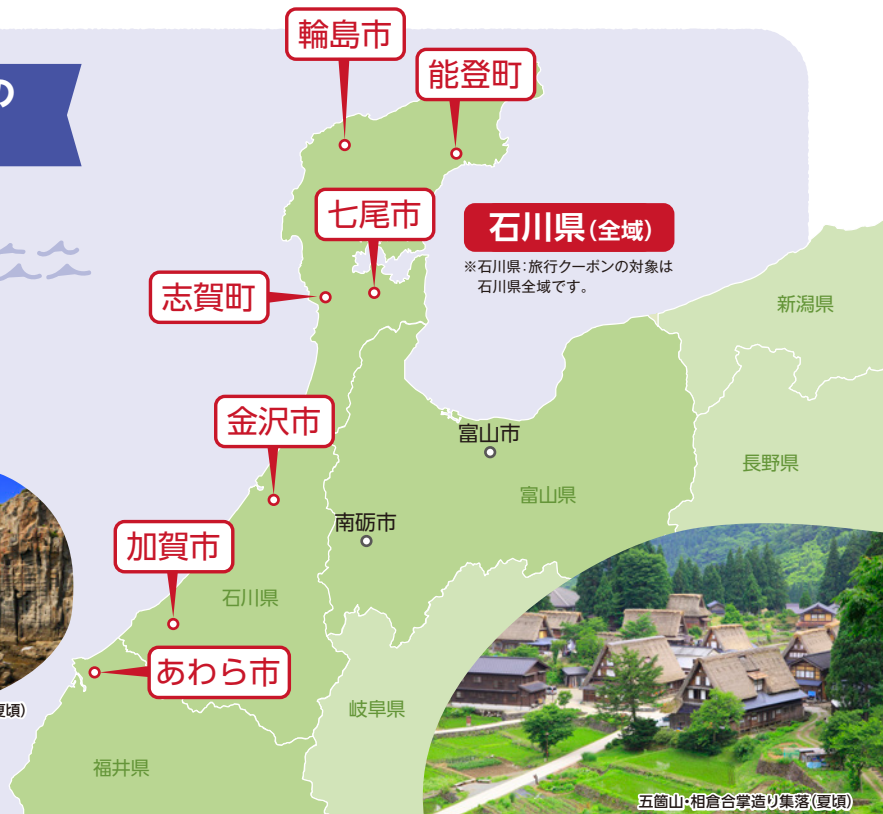 の
輪島市
能登町
七尾市
石川県(全域)
※石川県:旅行クーポンの対象は
石川県全域です。
志賀町
新潟県
金沢市
富山市
長野県
富山県
南砺市
加賀市
石川県
あわら市
岐阜県
夏頃)
福井県
五箇山・相倉合掌造り集落(夏頃)